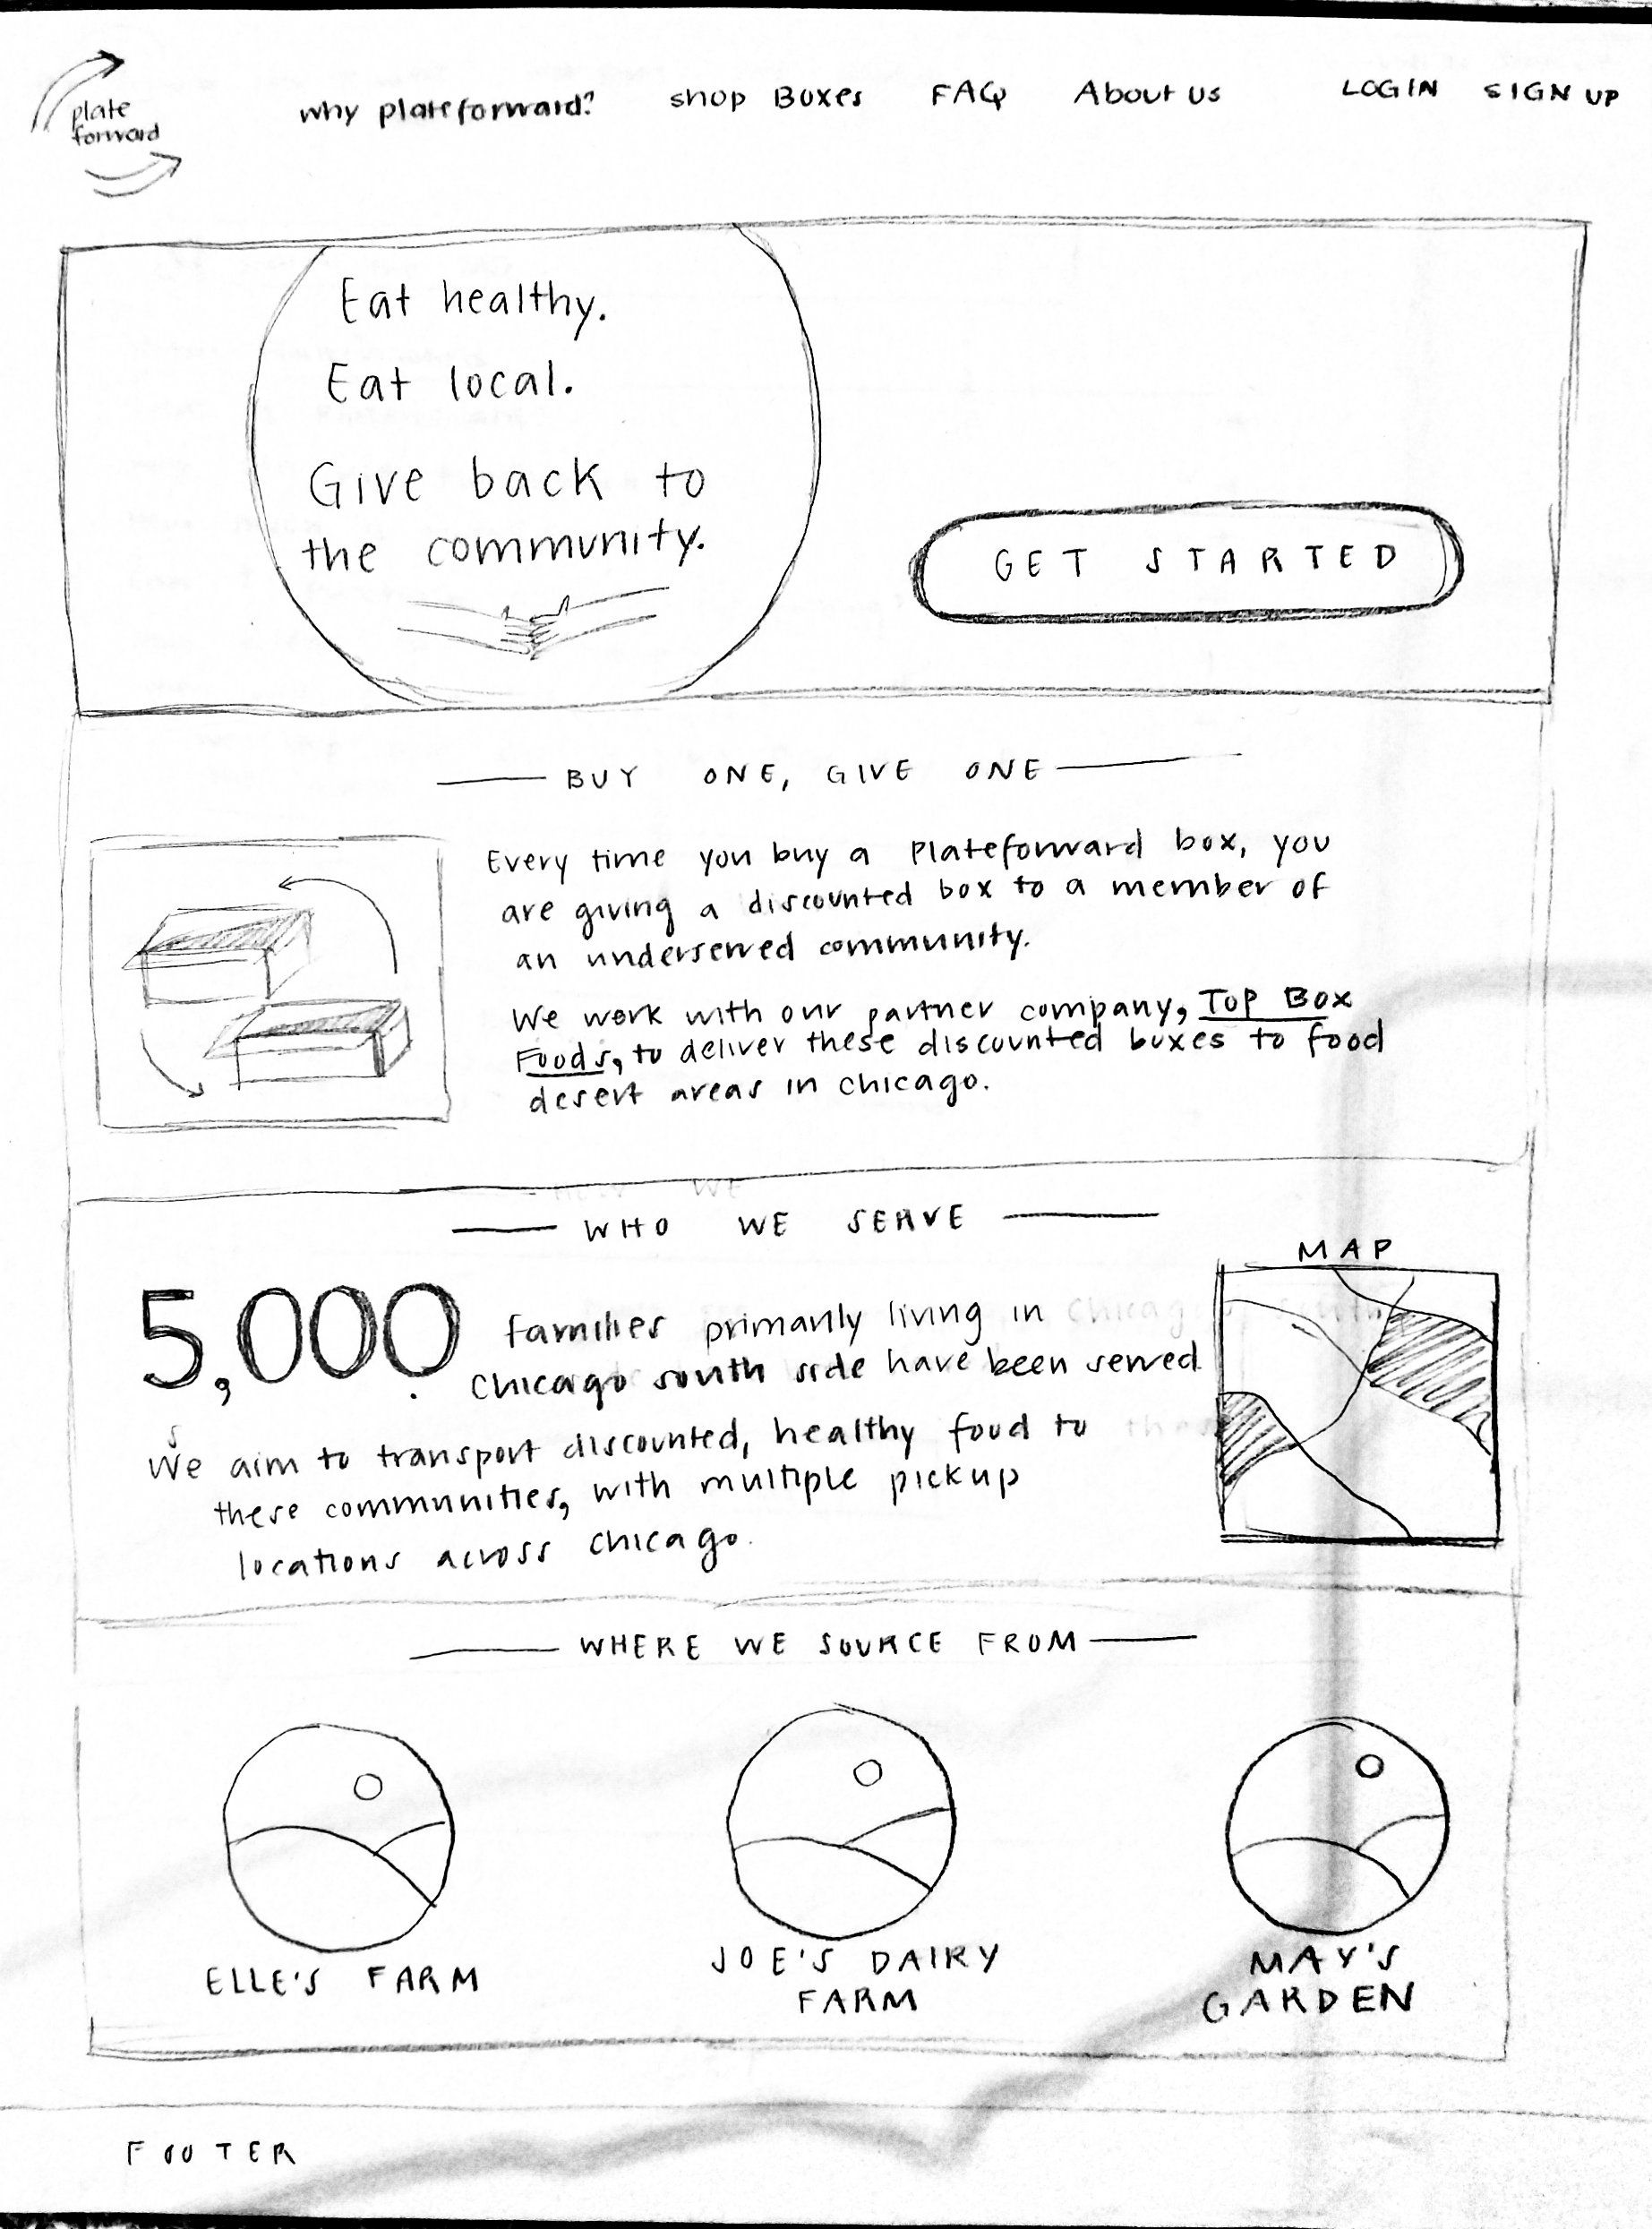 plate
forward
why plateforward?
shop Boxes
FAQ
About us
LOGIN
SIGN UP
Eat healthy.
Eat local.
Give back to
the community.
GET STARTED
BUY ONE, GIVE ONE
Every time you buy a Plateforward box, you
are giving a discounted box to a member of
an underserved community.
We work with our partner company, Top Box
Foods, to deliver these discounted boxes to food
desert areas in chicago.
WHO WE SERVE
MAP
5,000 families primarily living in
chicago south side have been served
We aim to transport discounted, healthy food to
these communities, with multiple pickup
locations across chicago.
WHERE WE SOURCE FROM
ELLE'S FARM
JOE'S DAIRY
FARM
MAY'S
GARDEN
FOOTER